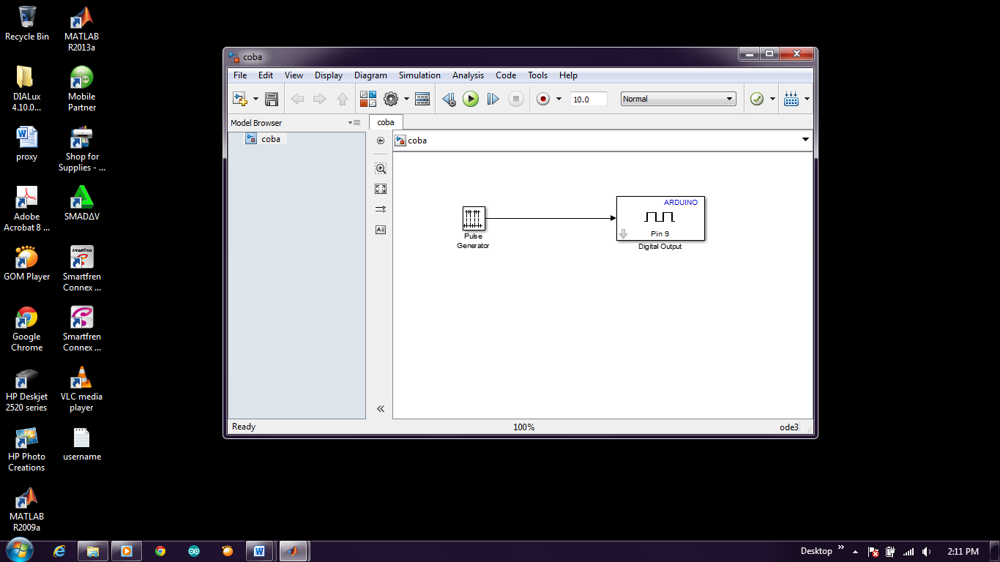 Recycle Bin
MATLAB
R2013a
DIALux
4.10.0...
Mobile
Partner
proxy
Shop for
Supplies - ...
Adobe
Acrobat 8 ...
SMADΔV
GOM Player
smartfren
Smartfren
Connex ...
Google
Chrome
Smartfren
Connex ...
HP Deskjet
2520 series
VLC media
player
HP Photo
Creations
username
MATLAB
R2009a
coba
File Edit View Display Diagram Simulation Analysis Code Tools Help
10.0 Normal
Model Browser
coba
coba
coba
Pulse
Generator
ARDUINO
Pin 9
Digital Output
Ready 100% ode3
Desktop 2:11 PM